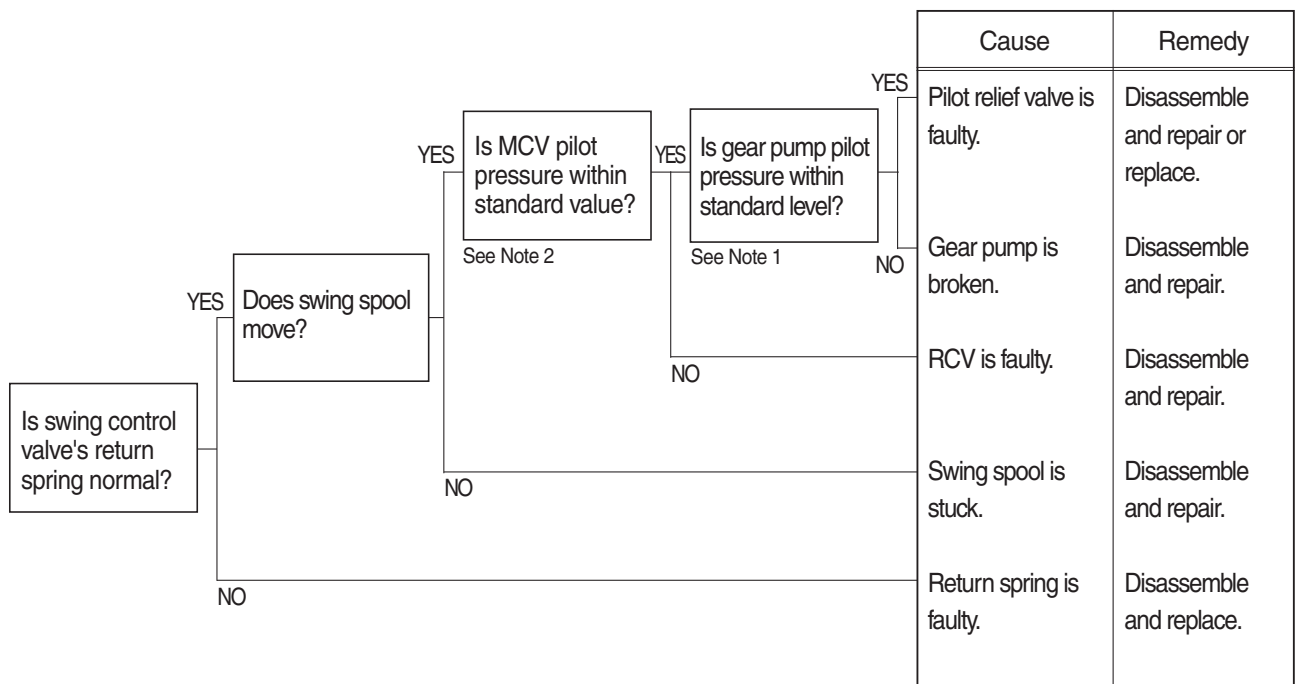 Cause
Remedy
YES
Pilot relief valve is
faulty.
Disassemble
and repair or
replace.
YES
Is MCV pilot
pressure within
standard value?
See Note 2
YES
Is gear pump pilot
pressure within
standard level?
See Note 1
NO
Gear pump is
broken.
Disassemble
and repair.
YES
Does swing spool
move?
NO
RCV is faulty.
Disassemble
and repair.
Is swing control
valve's return
spring normal?
NO
Swing spool is
stuck.
Disassemble
and repair.
NO
Return spring is
faulty.
Disassemble
and replace.